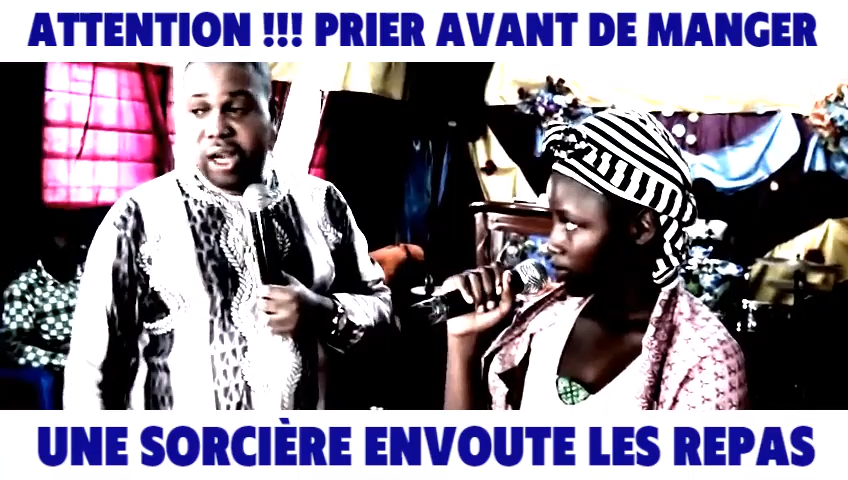 ATTENTION !!! PRIER AVANT DE MANGER
UNE SORCIÈRE ENVOUTE LES REPAS